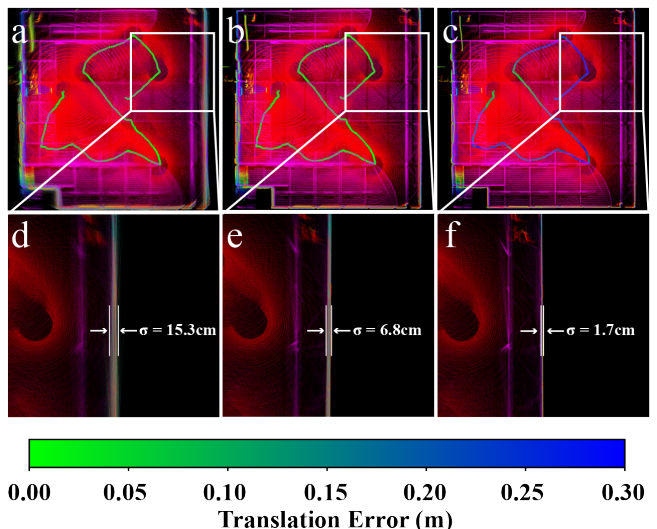 a
b
c
d
e
f
σ = 15.3cm
σ = 6.8cm
σ = 1.7cm
0.00 0.05 0.10 0.15 0.20 0.25 0.30
Translation Error (m)